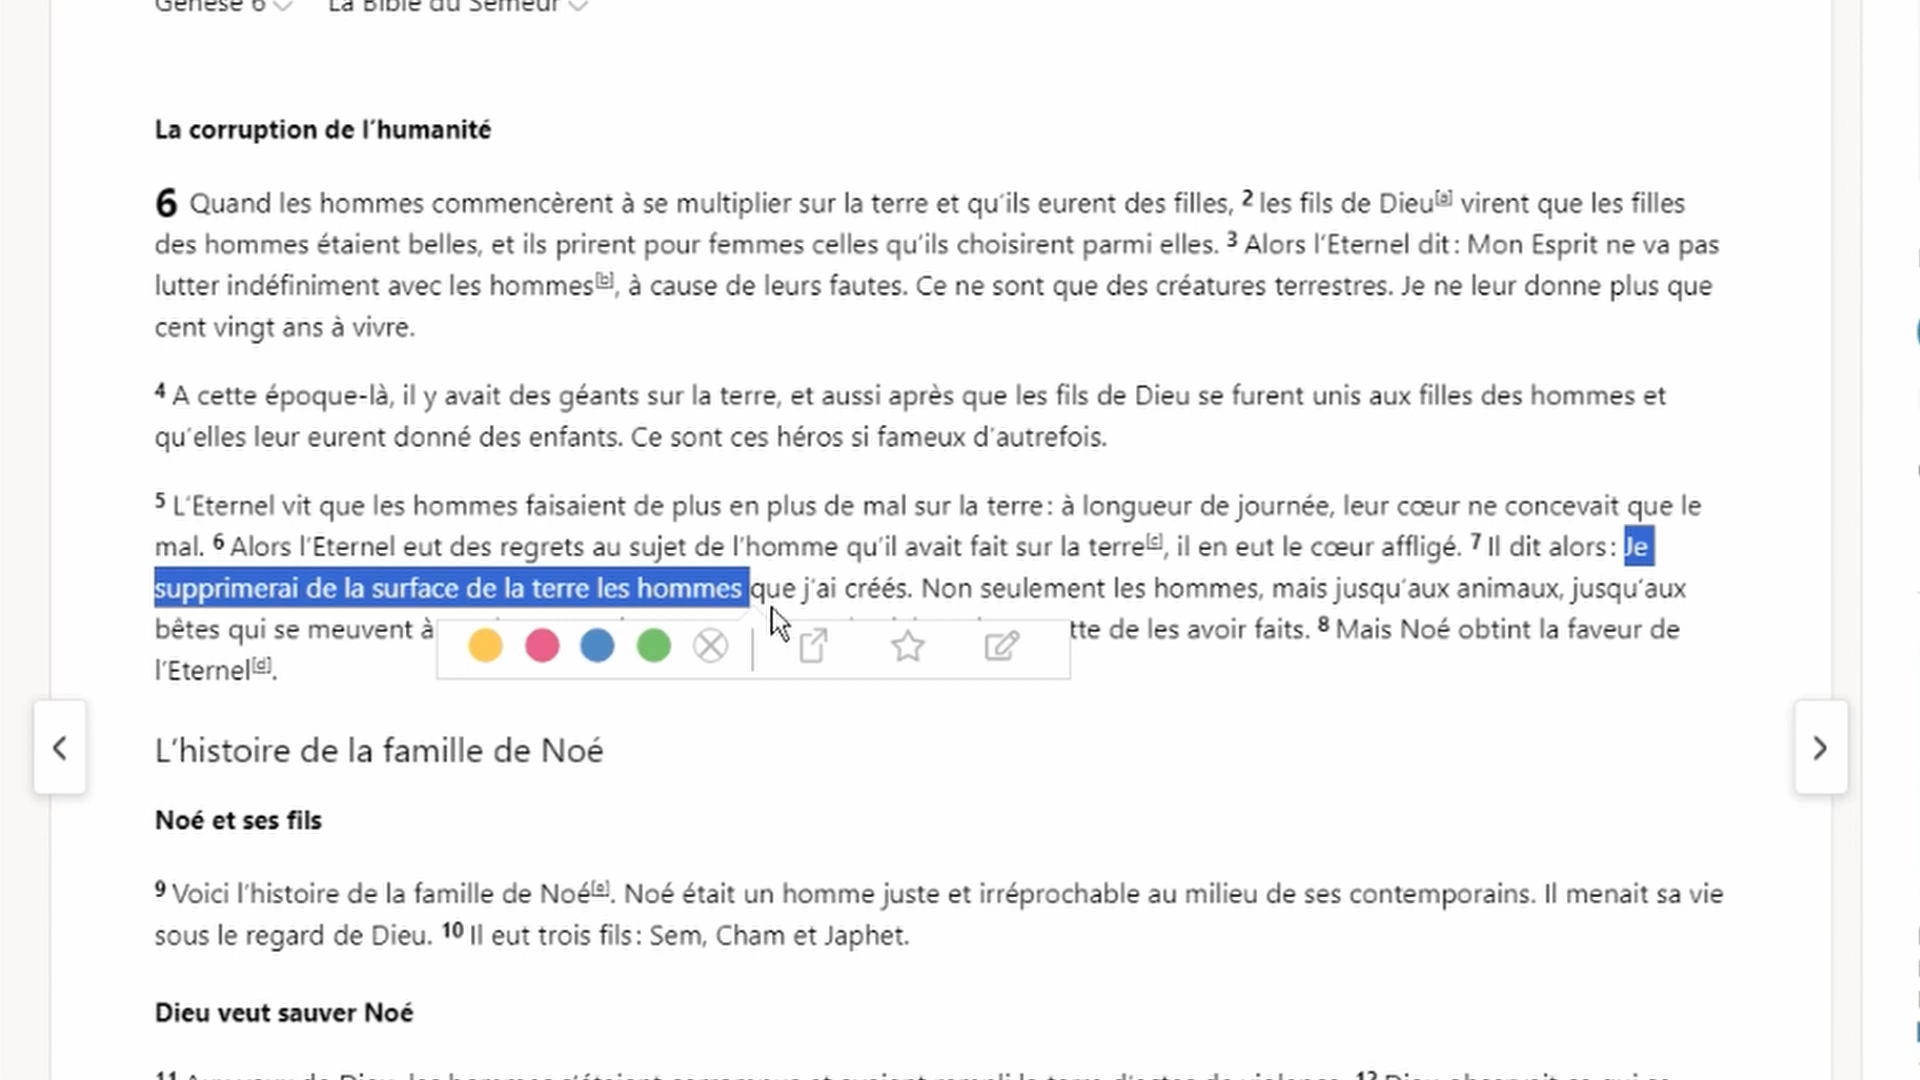 Genèse 6 La Bible du Semeur
La corruption de l'humanité
6 Quand les hommes commencèrent à se multiplier sur la terre et qu'ils eurent des filles, 2 les fils de Dieu[a] virent que les filles
des hommes étaient belles, et ils prirent pour femmes celles qu'ils choisirent parmi elles. 3 Alors l'Eternel dit : Mon Esprit ne va pas
lutter indéfiniment avec les hommes[b], à cause de leurs fautes. Ce ne sont que des créatures terrestres. Je ne leur donne plus que
cent vingt ans à vivre.
4 A cette époque-là, il y avait des géants sur la terre, et aussi après que les fils de Dieu se furent unis aux filles des hommes et
qu'elles leur eurent donné des enfants. Ce sont ces héros si fameux d'autrefois.
5 L'Eternel vit que les hommes faisaient de plus en plus de mal sur la terre : à longueur de journée, leur cœur ne concevait que le
mal. 6 Alors l'Eternel eut des regrets au sujet de l'homme qu'il avait fait sur la terre[c], il en eut le cœur affligé. 7 Il dit alors : Je
supprimerai de la surface de la terre les hommes que j'ai créés. Non seulement les hommes, mais jusqu'aux animaux, jusqu'aux
bêtes qui se meuvent à de les avoir faits. 8 Mais Noé obtint la faveur de
l'Eternel[d].
L'histoire de la famille de Noé
Noé et ses fils
9 Voici l'histoire de la famille de Noé[e]. Noé était un homme juste et irréprochable au milieu de ses contemporains. Il menait sa vie
sous le regard de Dieu. 10 Il eut trois fils : Sem, Cham et Japhet.
Dieu veut sauver Noé